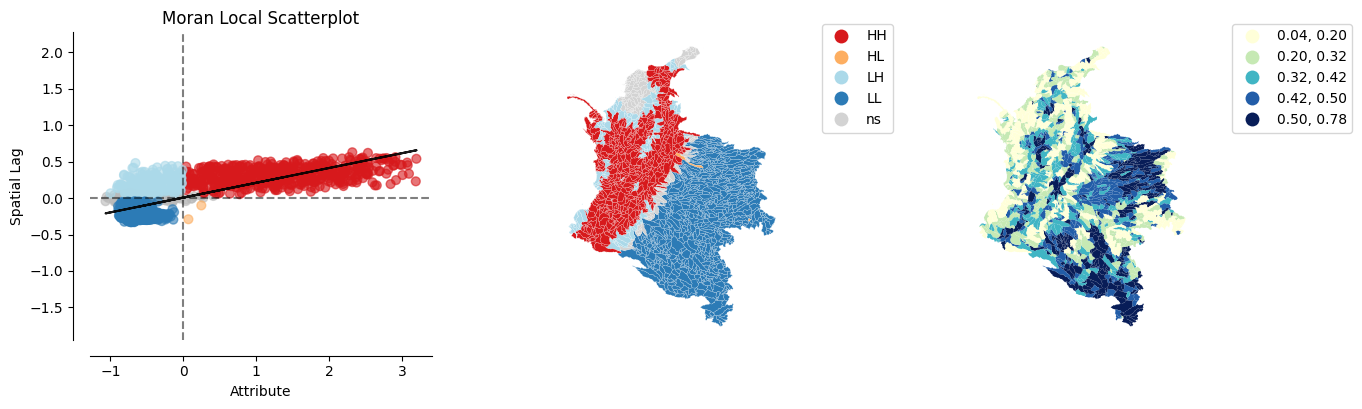 Moran Local Scatterplot
Spatial Lag
2.0
1.5
1.0
0.5
0.0
−0.5
−1.0
−1.5
−1
0
1
2
3
Attribute
HH
HL
LH
LL
ns
0.04, 0.20
0.20, 0.32
0.32, 0.42
0.42, 0.50
0.50, 0.78